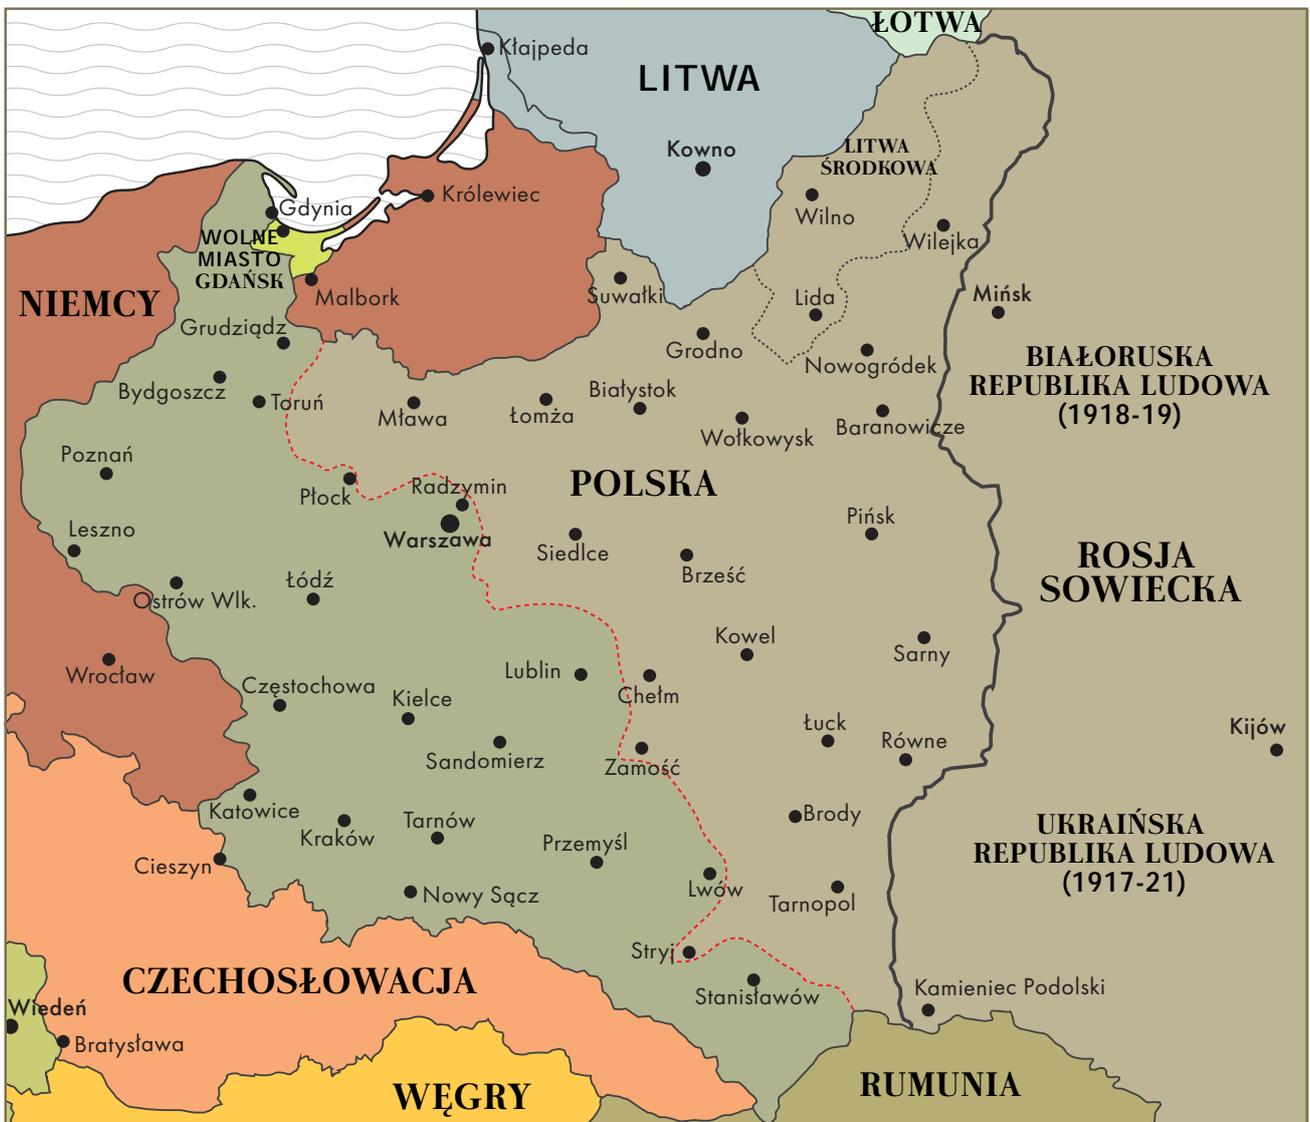 ŁOTWA
Kłajpeda
LITWA
Kowno
LITWA
ŚRODKOWA
Królewiec
Gdynia
Wilno
WOLNE
MIASTO
GDAŃSK
Wilejka
NIEMCY
Malbork
Suwałki
Lida
Mińsk
Grudziądz
Grodno
Nowogródek
BIAŁORUSKA
REPUBLIKA LUDOWA
(1918-19)
Bydgoszcz
Toruń
Mława
Łomża
Białystok
Wołkowysk
Baranowicze
Poznań
Płock
Radzymin
POLSKA
Leszno
Warszawa
Siedlce
Pińsk
Brześć
ROSJA
SOWIECKA
Ostrów Wlk.
Łódź
Kowel
Sarny
Wrocław
Lublin
Chełm
Częstochowa
Kielce
Łuck
Równe
Kijów
Sandomierz
Zamość
Katowice
Kraków
Tarnów
Brody
UKRAIŃSKA
REPUBLIKA LUDOWA
(1917-21)
Cieszyn
Przemyśl
Nowy Sącz
Lwów
Tarnopol
Stryj
CZECHOSŁOWACJA
Stanisławów
Kamieniec Podolski
Wiedeń
Bratysława
WĘGRY
RUMUNIA